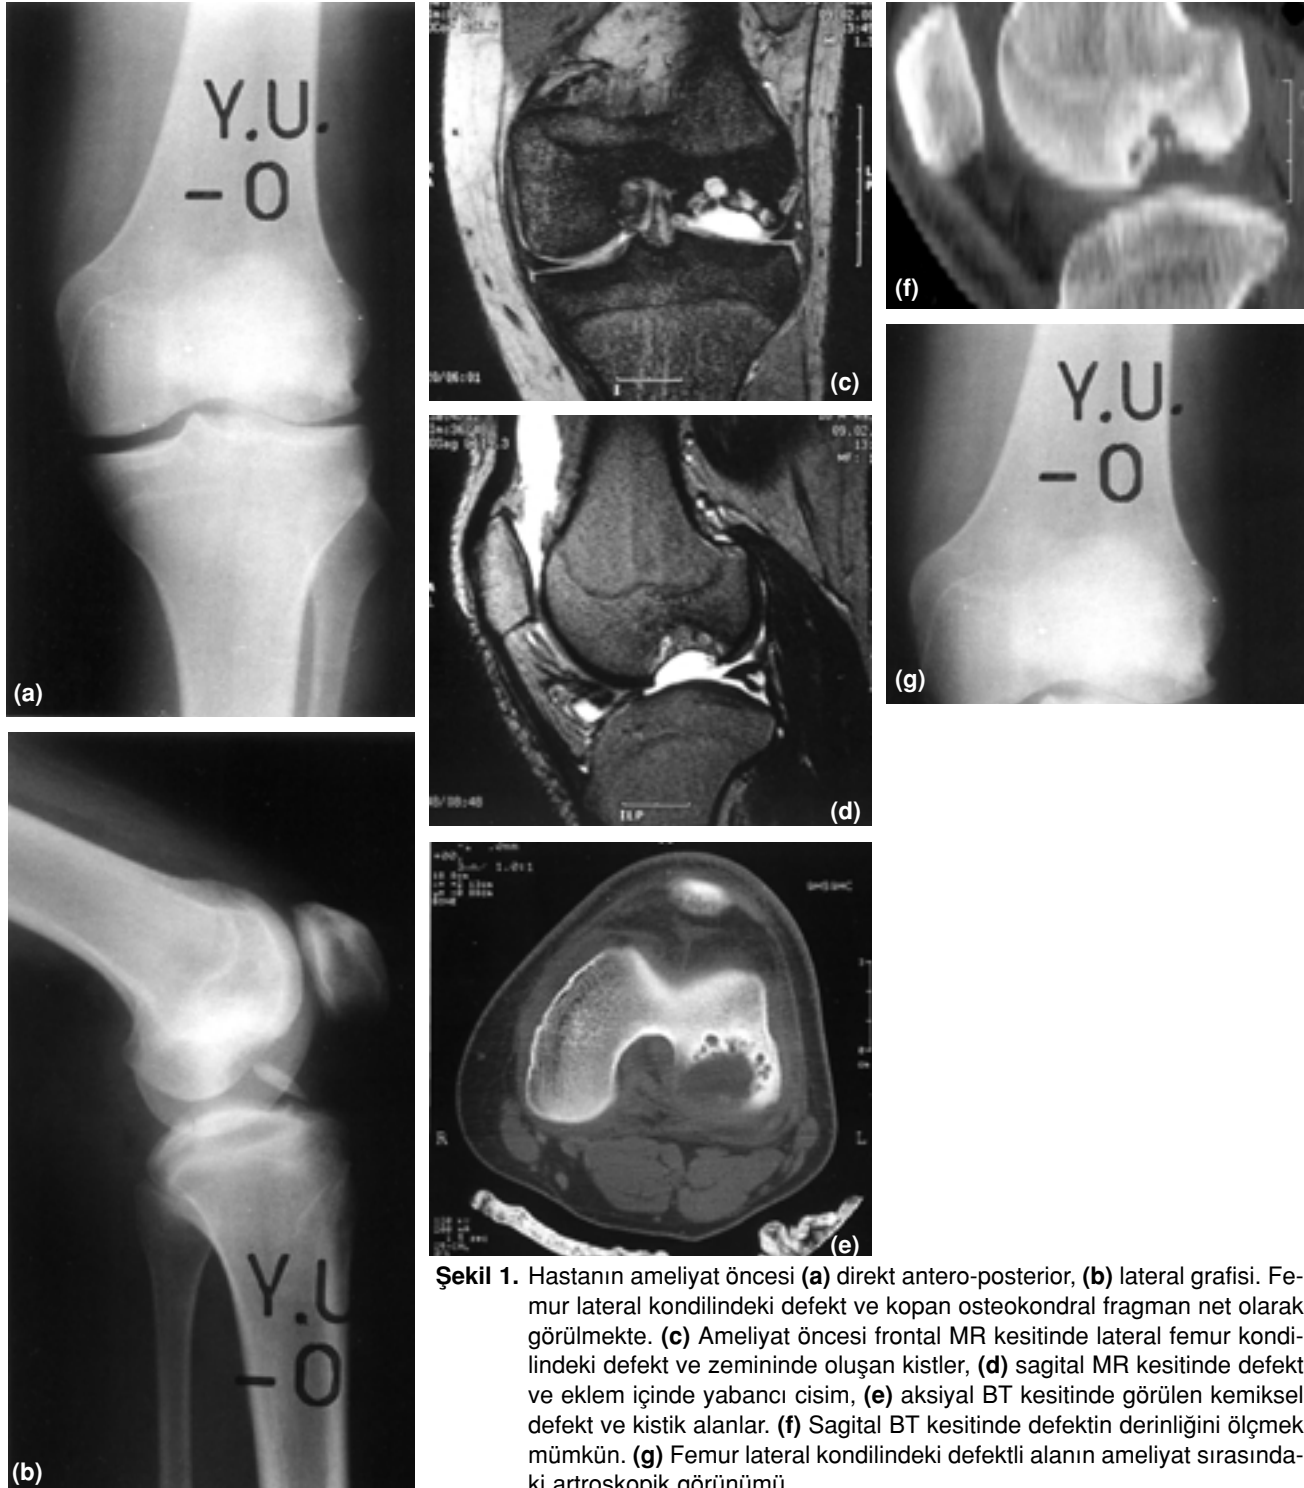 Y.U.
- O
(a)
(c)
(f)
Y.U.
- O
(g)
(d)
R
L
(e)
Y.U
- O
(b)
Şekil 1. Hastanın ameliyat öncesi (a) direkt antero-posterior, (b) lateral grafisi. Fe-
mur lateral kondilindeki defekt ve kopan osteokondral fragman net olarak
görülmekte. (c) Ameliyat öncesi frontal MR kesitinde lateral femur kondi-
lindeki defekt ve zemininde oluşan kistler, (d) sagital MR kesitinde defekt
ve eklem içinde yabancı cisim, (e) aksiyal BT kesitinde görülen kemiksel
defekt ve kistik alanlar. (f) Sagital BT kesitinde defektin derinliğini ölçmek
mümkün. (g) Femur lateral kondilindeki defektli alanın ameliyat sırasında-
ki artroskopik görünümü